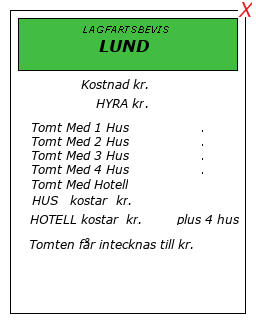 X
LAGFARTSBEVIS
LUND
Kostnad kr.
HYRA kr.
Tomt Med 1 Hus .
Tomt Med 2 Hus .
Tomt Med 3 Hus .
Tomt Med 4 Hus .
Tomt Med Hotell
HUS kostar kr.
HOTELL kostar kr. plus 4 hus
Tomten får intecknas till kr.